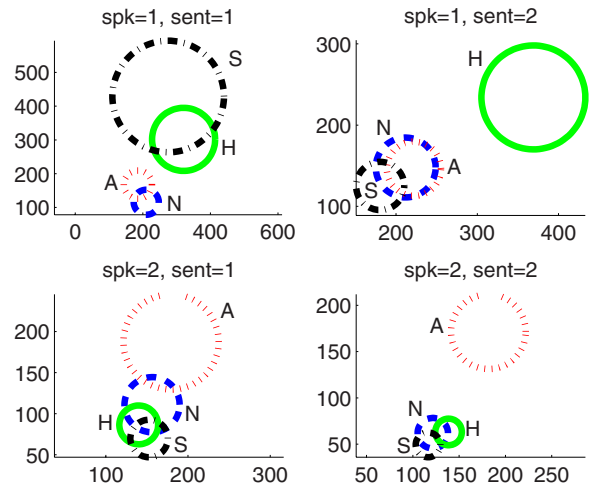 spk=1, sent=1
500
400
300
200
100
0 200 400 600
S
H
A
N
spk=1, sent=2
300
200
100
200 300 400
H
N
A
S
spk=2, sent=1
200
150
100
50
100 200 300
A
N
H
S
spk=2, sent=2
200
150
100
50
50 100 150 200 250
A
N
H
S